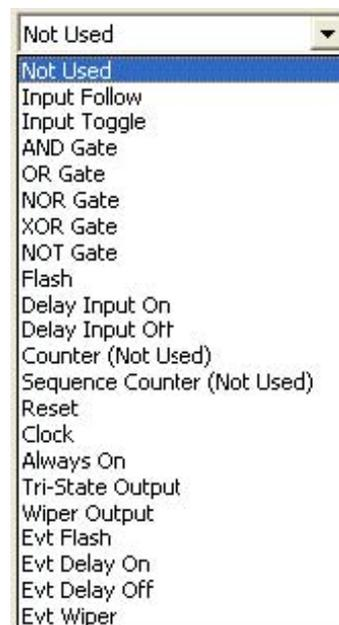 Not Used
Not Used
Input Follow
Input Toggle
AND Gate
OR Gate
NOR Gate
XOR Gate
NOT Gate
Flash
Delay Input On
Delay Input Off
Counter (Not Used)
Sequence Counter (Not Used)
Reset
Clock
Always On
Tri-State Output
Wiper Output
Evt Flash
Evt Delay On
Evt Delay Off
Evt Wiper